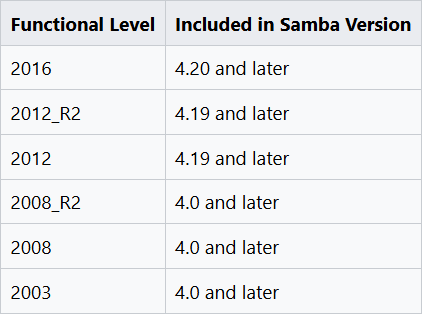 Functional Level Included in Samba Version
2016 4.20 and later
2012_R2 4.19 and later
2012 4.19 and later
2008_R2 4.0 and later
2008 4.0 and later
2003 4.0 and later